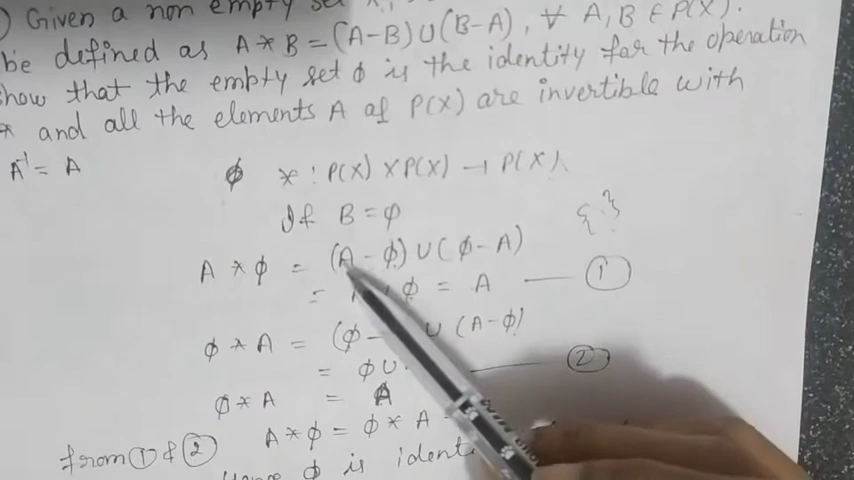 ) Given a non empty set X,
be defined as A * B = (A-B) ∪ (B-A), ∀ A, B ∈ P(X).
show that the empty set ϕ is the identity for the operation
* and all the elements A of P(X) are invertible with
A⁻¹ = A
ϕ * : P(X) × P(X) → P(X)
If B = ϕ { }
A * ϕ = (A - ϕ) ∪ (ϕ - A)
= ϕ = A — ①
ϕ * A = (ϕ - ∪ (A - ϕ)
= ϕ ∪ — ②
ϕ * A = A
from ① & ② A * ϕ = ϕ * A
Hence ϕ is identi